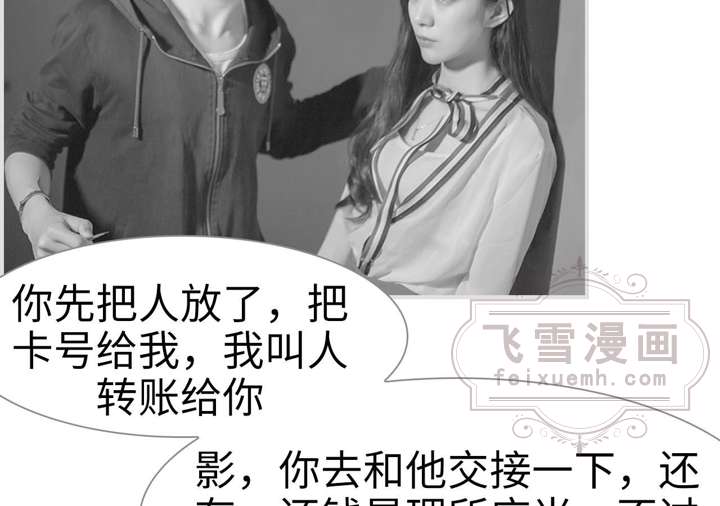 你先把人放了，把
卡号给我，我叫人
转账给你
飞雪漫画
feixuemh.com
影，你去和他交接一下，还